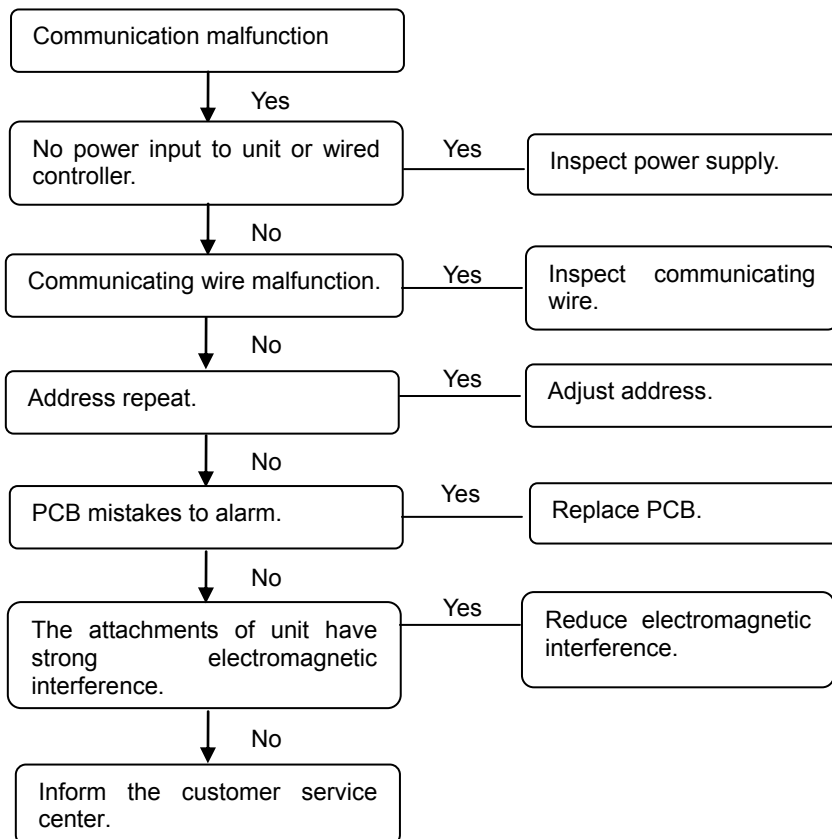 Communication malfunction
Yes
No power input to unit or wired
controller.
Yes
Inspect power supply.
No
Communicating wire malfunction.
Yes
Inspect communicating
wire.
No
Address repeat.
Yes
Adjust address.
No
PCB mistakes to alarm.
Yes
Replace PCB.
No
The attachments of unit have
strong electromagnetic
interference.
Yes
Reduce electromagnetic
interference.
No
Inform the customer service
center.